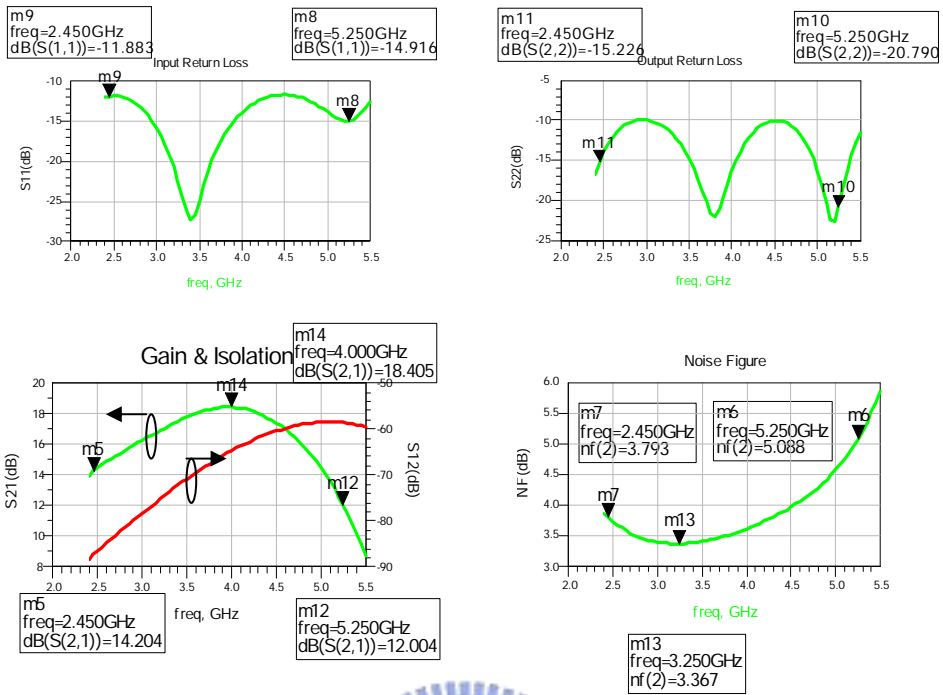 m9
freq=2.450GHz
dB(S(1,1))=-11.883
m8
freq=5.250GHz
dB(S(1,1))=-14.916
Input Return Loss
m9
m8
-10
-15
-20
-25
-30
S11(dB)
2.0 2.5 3.0 3.5 4.0 4.5 5.0 5.5
freq, GHz
m11
freq=2.450GHz
dB(S(2,2))=-15.226
m10
freq=5.250GHz
dB(S(2,2))=-20.790
Output Return Loss
m11
m10
-5
-10
-15
-20
-25
S22(dB)
2.0 2.5 3.0 3.5 4.0 4.5 5.0 5.5
freq, GHz
m14
freq=4.000GHz
dB(S(2,1))=18.405
Gain & Isolation
m14
m5
m12
20
18
16
14
12
10
8
S21(dB)
-50
-60
-70
-80
-90
S12(dB)
2.0 2.5 3.0 3.5 4.0 4.5 5.0 5.5
freq, GHz
m5
freq=2.450GHz
dB(S(2,1))=14.204
m12
freq=5.250GHz
dB(S(2,1))=12.004
Noise Figure
m7
freq=2.450GHz
nf(2)=3.793
m6
freq=5.250GHz
nf(2)=5.088
m6
m7
m13
6.0
5.5
5.0
4.5
4.0
3.5
3.0
NF(dB)
2.0 2.5 3.0 3.5 4.0 4.5 5.0 5.5
freq, GHz
m13
freq=3.250GHz
nf(2)=3.367